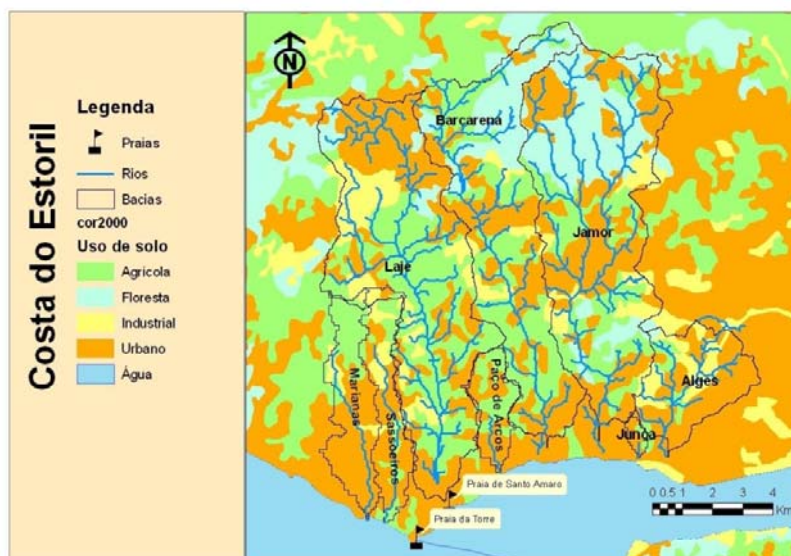 Costa do Estoril
Legenda
Praias
Rios
Bacias
cor2000
Uso de solo
Agrícola
Floresta
Industrial
Urbano
Água
N
Barcarena
Jamor
Laje
Marianas
Sassoeiros
Paço de Arcos
Alges
Junça
Praia de Santo Amaro
Praia da Torre
0 0,5 1 2 3 4
Km